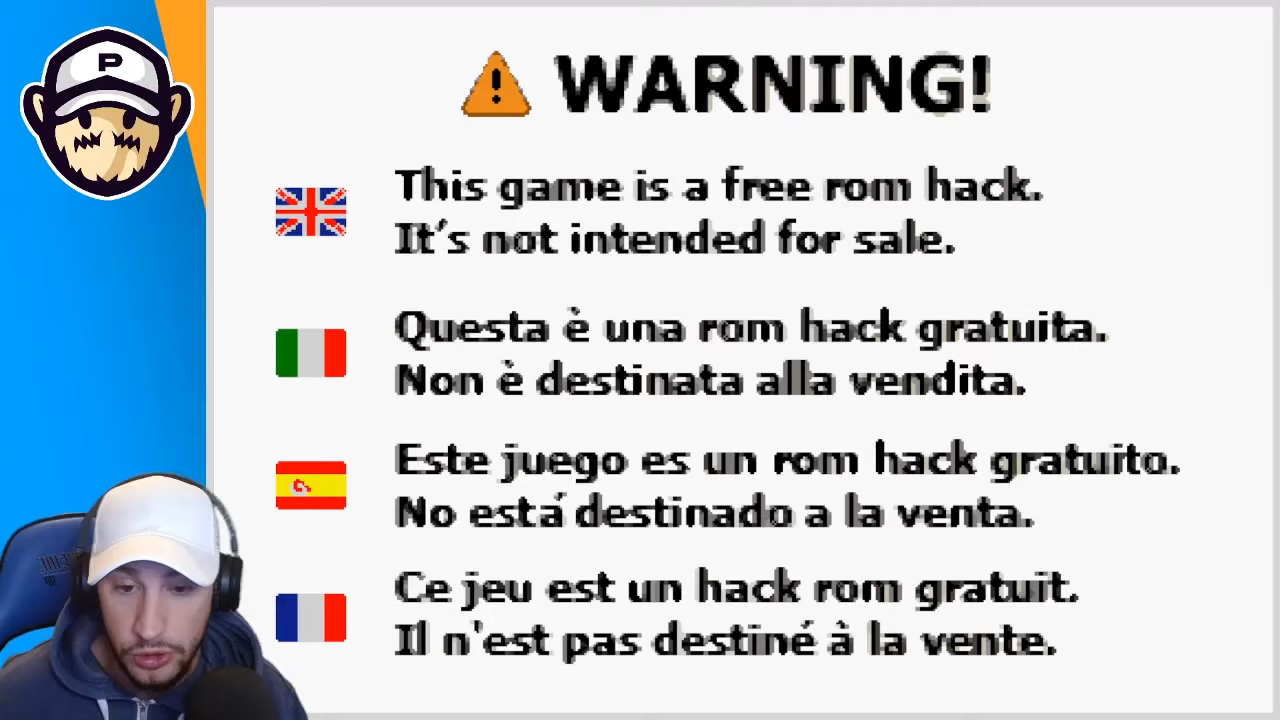 P
WARNING!
This game is a free rom hack.
It's not intended for sale.
Questa è una rom hack gratuita.
Non è destinata alla vendita.
Este juego es un rom hack gratuito.
No está destinado a la venta.
Ce jeu est un hack rom gratuit.
Il n'est pas destiné à la vente.